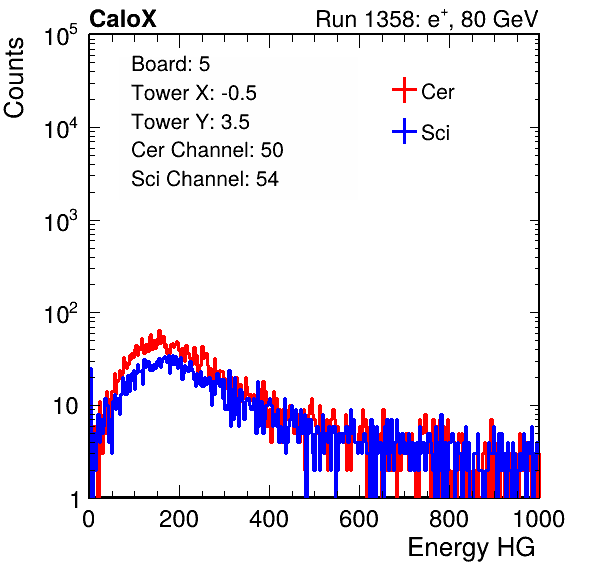 CaloX Run 1358: e⁺, 80 GeV
Counts
10⁵
10⁴
10³
10²
10
1
Board: 5
Tower X: -0.5
Tower Y: 3.5
Cer Channel: 50
Sci Channel: 54
Cer
Sci
0 200 400 600 800 1000
Energy HG